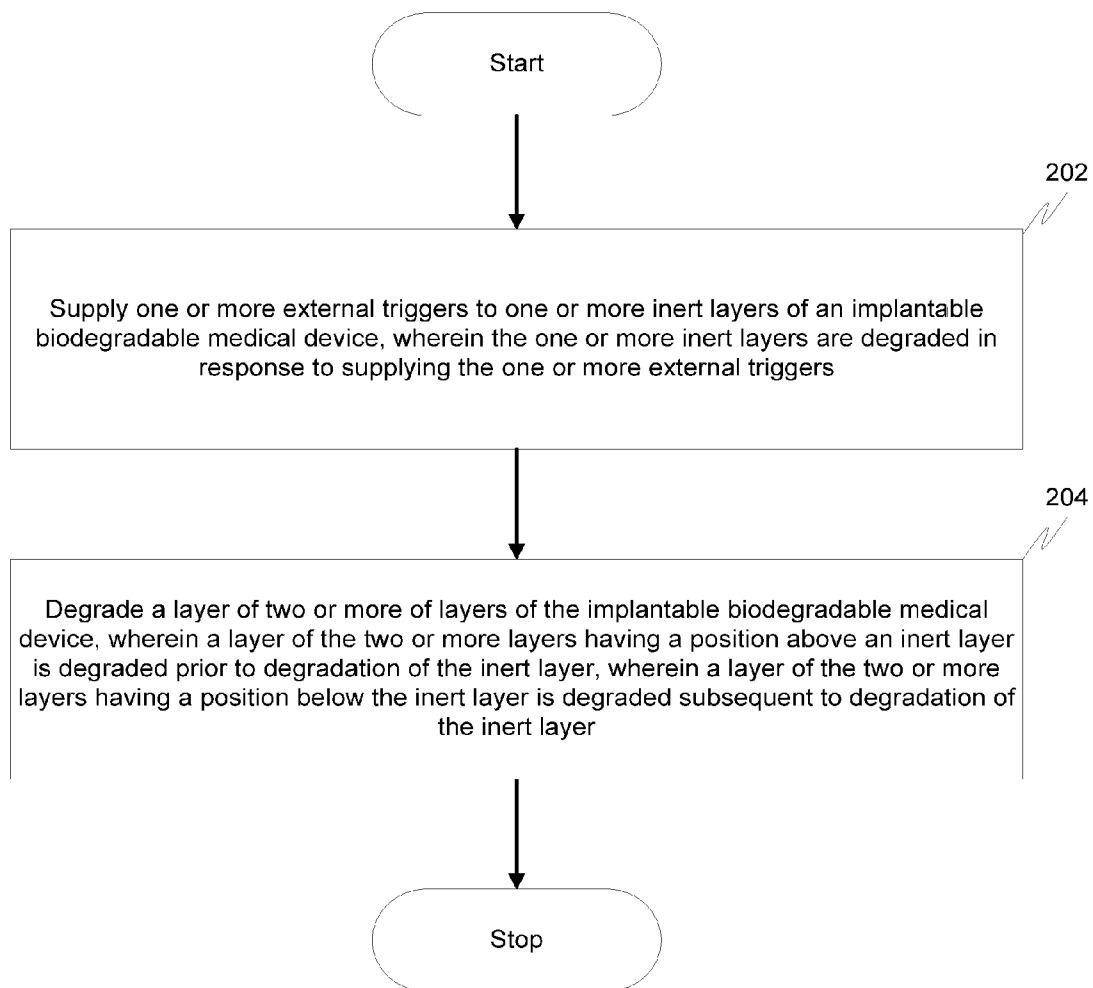 Start
202
Supply one or more external triggers to one or more inert layers of an implantable
biodegradable medical device, wherein the one or more inert layers are degraded in
response to supplying the one or more external triggers
204
Degrade a layer of two or more of layers of the implantable biodegradable medical
device, wherein a layer of the two or more layers having a position above an inert layer
is degraded prior to degradation of the inert layer, wherein a layer of the two or more
layers having a position below the inert layer is degraded subsequent to degradation of
the inert layer
Stop